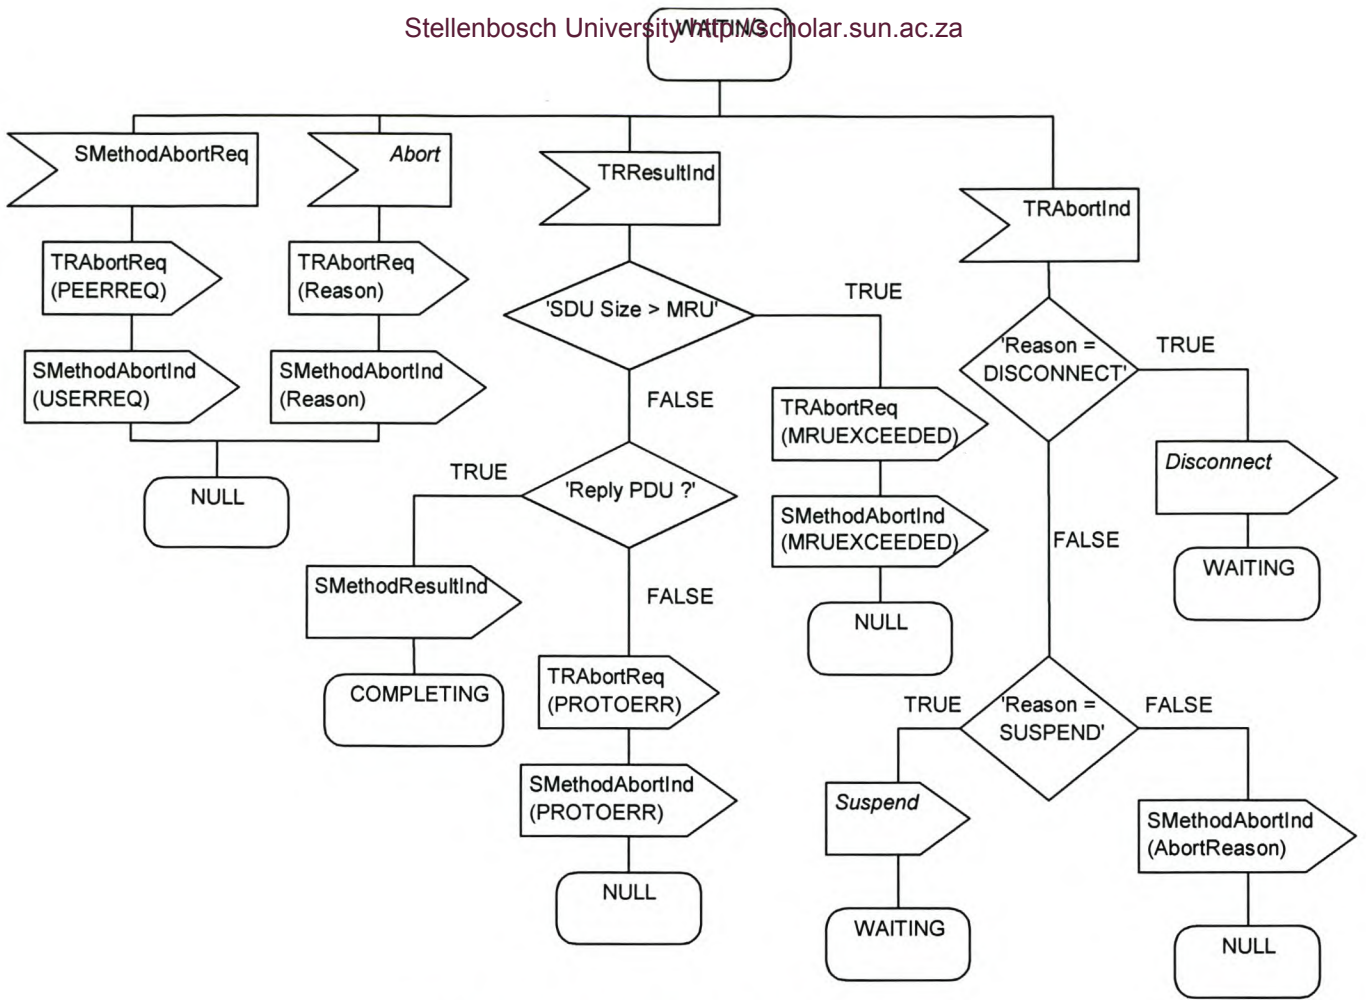 Stellenbosch University http://scholar.sun.ac.za
WAITING
SMethodAbortReq
TRAbortReq
(PEERREQ)
SMethodAbortInd
(USERREQ)
Abort
TRAbortReq
(Reason)
SMethodAbortInd
(Reason)
NULL
TRResultInd
'SDU Size > MRU'
TRUE
FALSE
TRAbortReq
(MRUEXCEEDED)
SMethodAbortInd
(MRUEXCEEDED)
NULL
'Reply PDU ?'
TRUE
FALSE
SMethodResultInd
COMPLETING
TRAbortReq
(PROTOERR)
SMethodAbortInd
(PROTOERR)
NULL
TRAbortInd
'Reason =
DISCONNECT'
TRUE
FALSE
Disconnect
WAITING
'Reason =
SUSPEND'
TRUE
FALSE
Suspend
WAITING
SMethodAbortInd
(AbortReason)
NULL